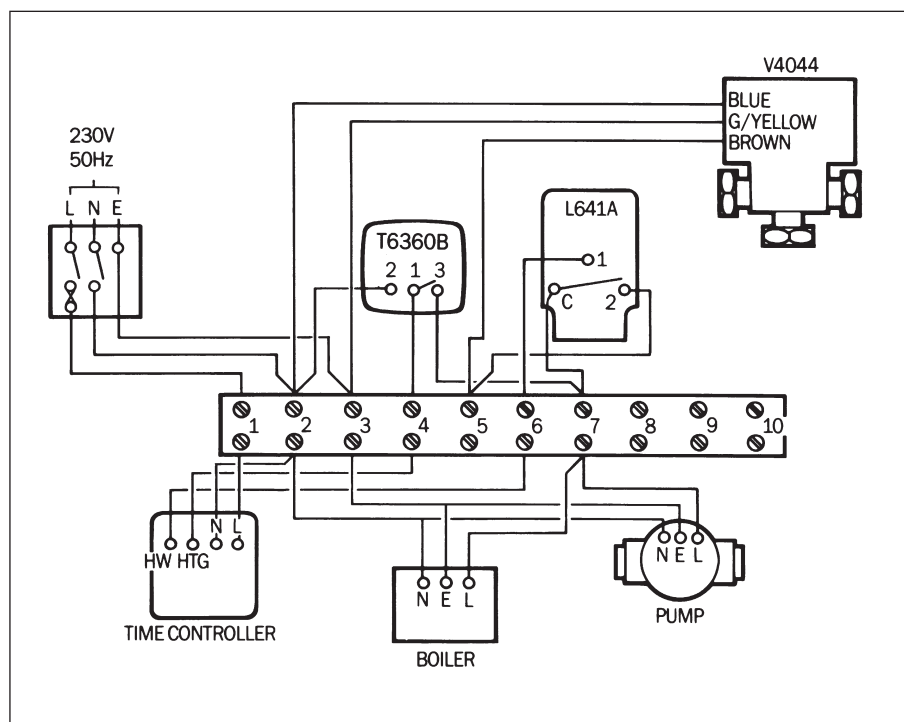 V4044
BLUE
G/YELLOW
BROWN
230V
50Hz
L N E
T6360B
2 1 3
L641A
1
C 2
1 2 3 4 5 6 7 8 9 10
N L
HW HTG
TIME CONTROLLER
N E L
BOILER
N E L
PUMP